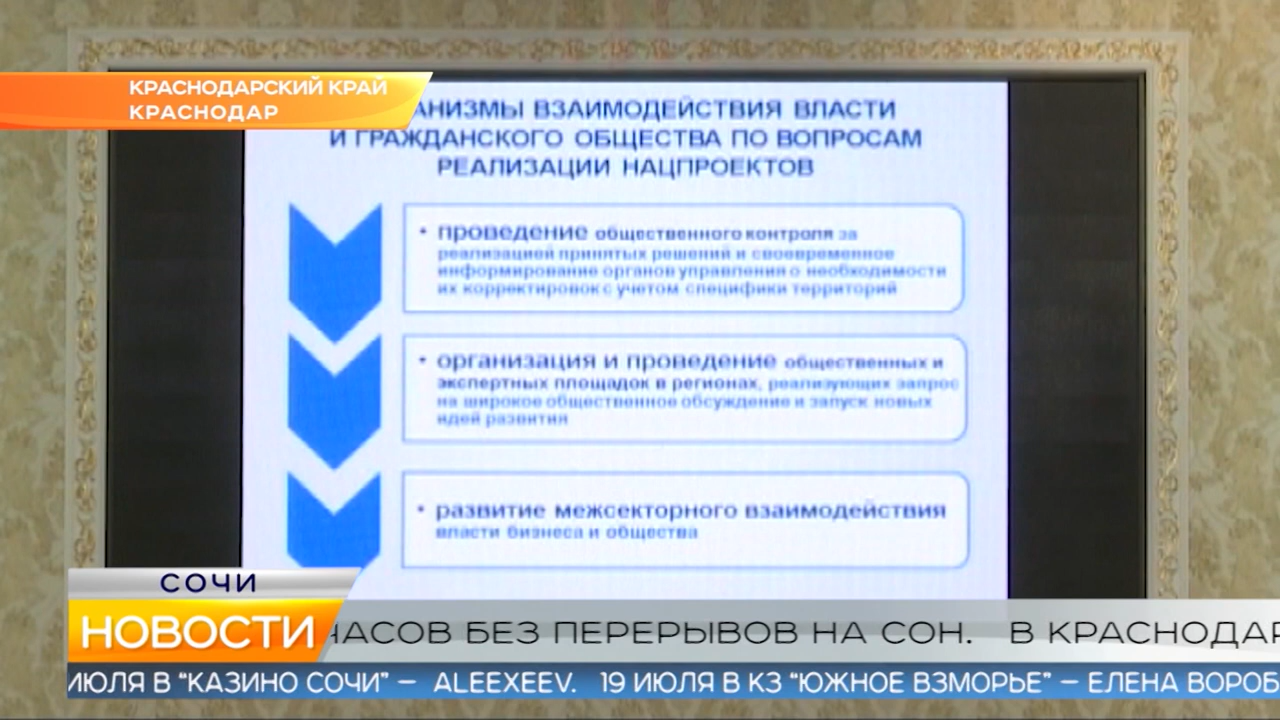 КРАСНОДАРСКИЙ КРАЙ
КРАСНОДАР
АНИЗМЫ ВЗАИМОДЕЙСТВИЯ ВЛАСТИ
И ГРАЖДАНСКОГО ОБЩЕСТВА ПО ВОПРОСАМ
РЕАЛИЗАЦИИ НАЦПРОЕКТОВ
• проведение общественного контроля за
реализацией принятых решений и своевременное
информирование органов управления о необходимости
их корректировок с учетом специфики территорий
• организация и проведение общественных и
экспертных площадок в регионах, реализующих запрос
на широкое общественное обсуждение и запуск новых
идей развития
• развитие межсекторного взаимодействия
власти бизнеса и общества
СОЧИ
НОВОСТИ
ЧАСОВ БЕЗ ПЕРЕРЫВОВ НА СОН. В КРАСНОДАР
ИЮЛЯ В "КАЗИНО СОЧИ" – ALEEXEEV. 19 ИЮЛЯ В КЗ "ЮЖНОЕ ВЗМОРЬЕ" – ЕЛЕНА ВОРОБ